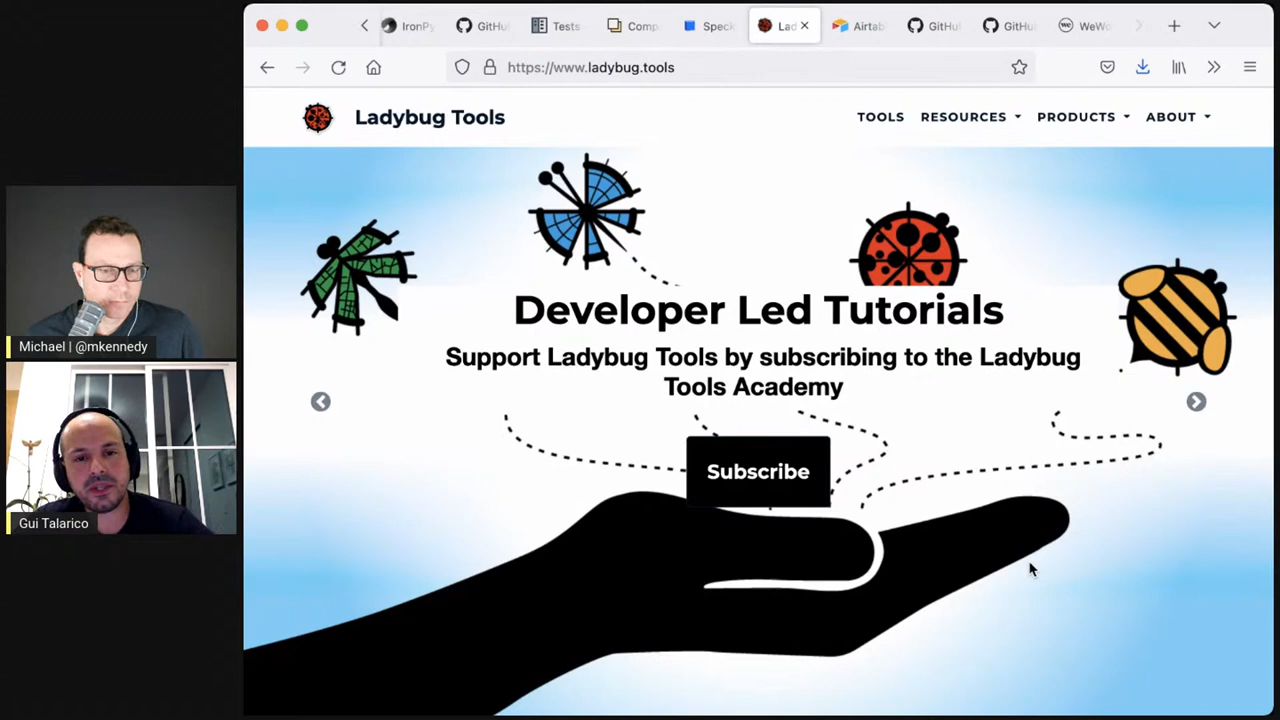 IronPy
GitHu
Tests
Comp
Speck
Lad
Airtab
GitHu
GitHu
we
WeWo
https://www.ladybug.tools
Ladybug Tools
TOOLS
RESOURCES
PRODUCTS
ABOUT
Developer Led Tutorials
Support Ladybug Tools by subscribing to the Ladybug
Tools Academy
Subscribe
Michael | @mkennedy
Gui Talarico